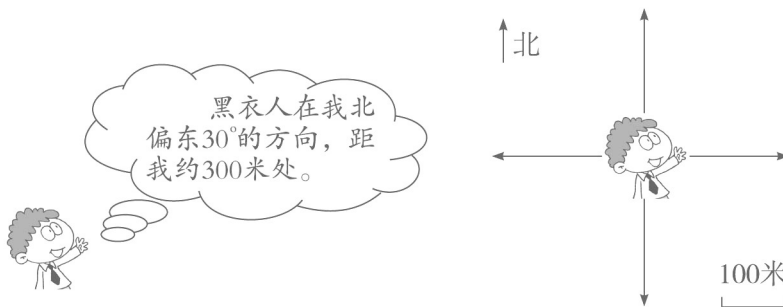 黑衣人在我北
偏东30°的方向，距
我约300米处。
北
100米